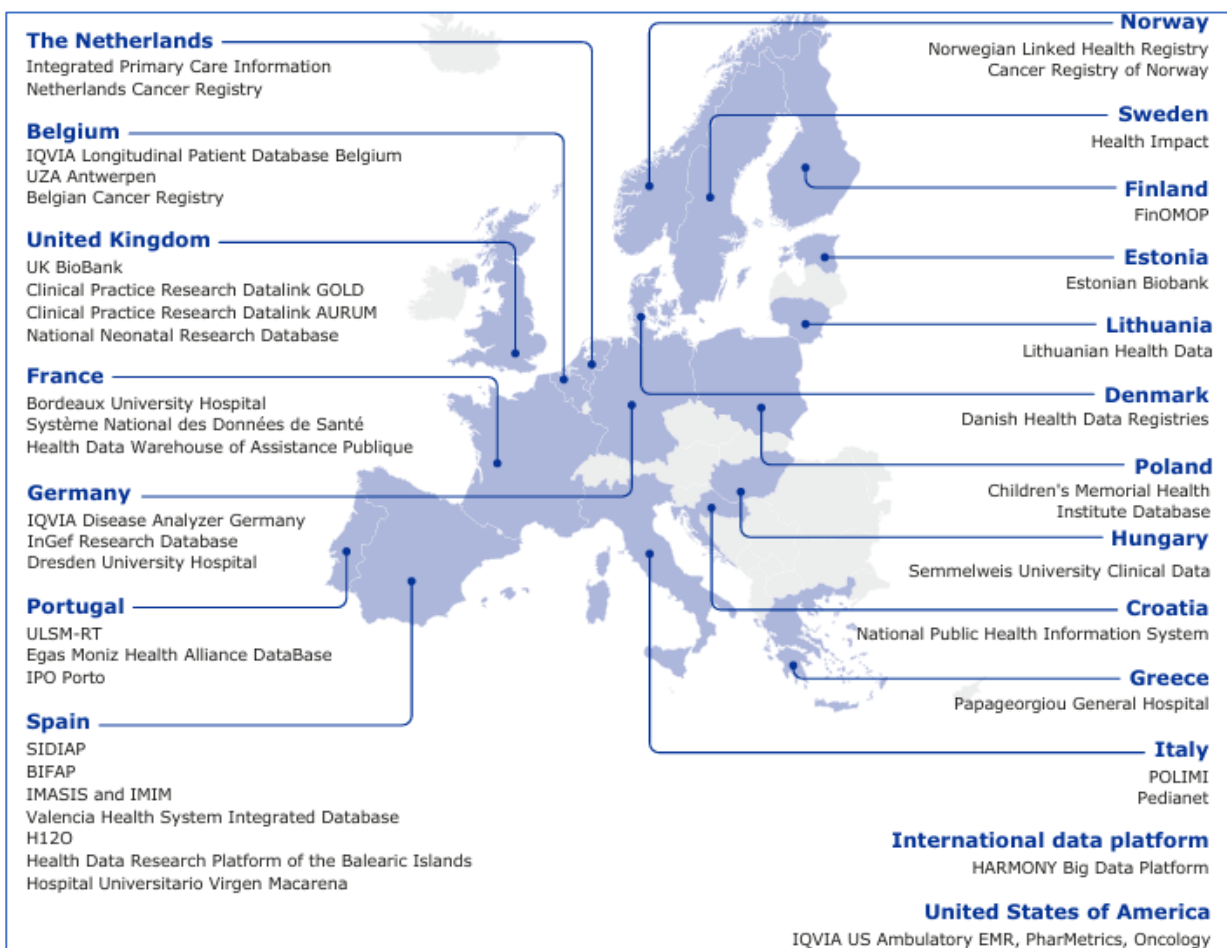 The Netherlands
Integrated Primary Care Information
Netherlands Cancer Registry
Belgium
IQVIA Longitudinal Patient Database Belgium
UZA Antwerpen
Belgian Cancer Registry
United Kingdom
UK BioBank
Clinical Practice Research Datalink GOLD
Clinical Practice Research Datalink AURUM
National Neonatal Research Database
France
Bordeaux University Hospital
Système National des Données de Santé
Health Data Warehouse of Assistance Publique
Germany
IQVIA Disease Analyzer Germany
InGef Research Database
Dresden University Hospital
Portugal
ULSM-RT
Egas Moniz Health Alliance DataBase
IPO Porto
Spain
SIDIAP
BIFAP
IMASIS and IMIM
Valencia Health System Integrated Database
H12O
Health Data Research Platform of the Balearic Islands
Hospital Universitario Virgen Macarena
Norway
Norwegian Linked Health Registry
Cancer Registry of Norway
Sweden
Health Impact
Finland
FinOMOP
Estonia
Estonian Biobank
Lithuania
Lithuanian Health Data
Denmark
Danish Health Data Registries
Poland
Children's Memorial Health
Institute Database
Hungary
Semmelweis University Clinical Data
Croatia
National Public Health Information System
Greece
Papageorgiou General Hospital
Italy
POLIMI
Pedianet
International data platform
HARMONY Big Data Platform
United States of America
IQVIA US Ambulatory EMR, PharMetrics, Oncology